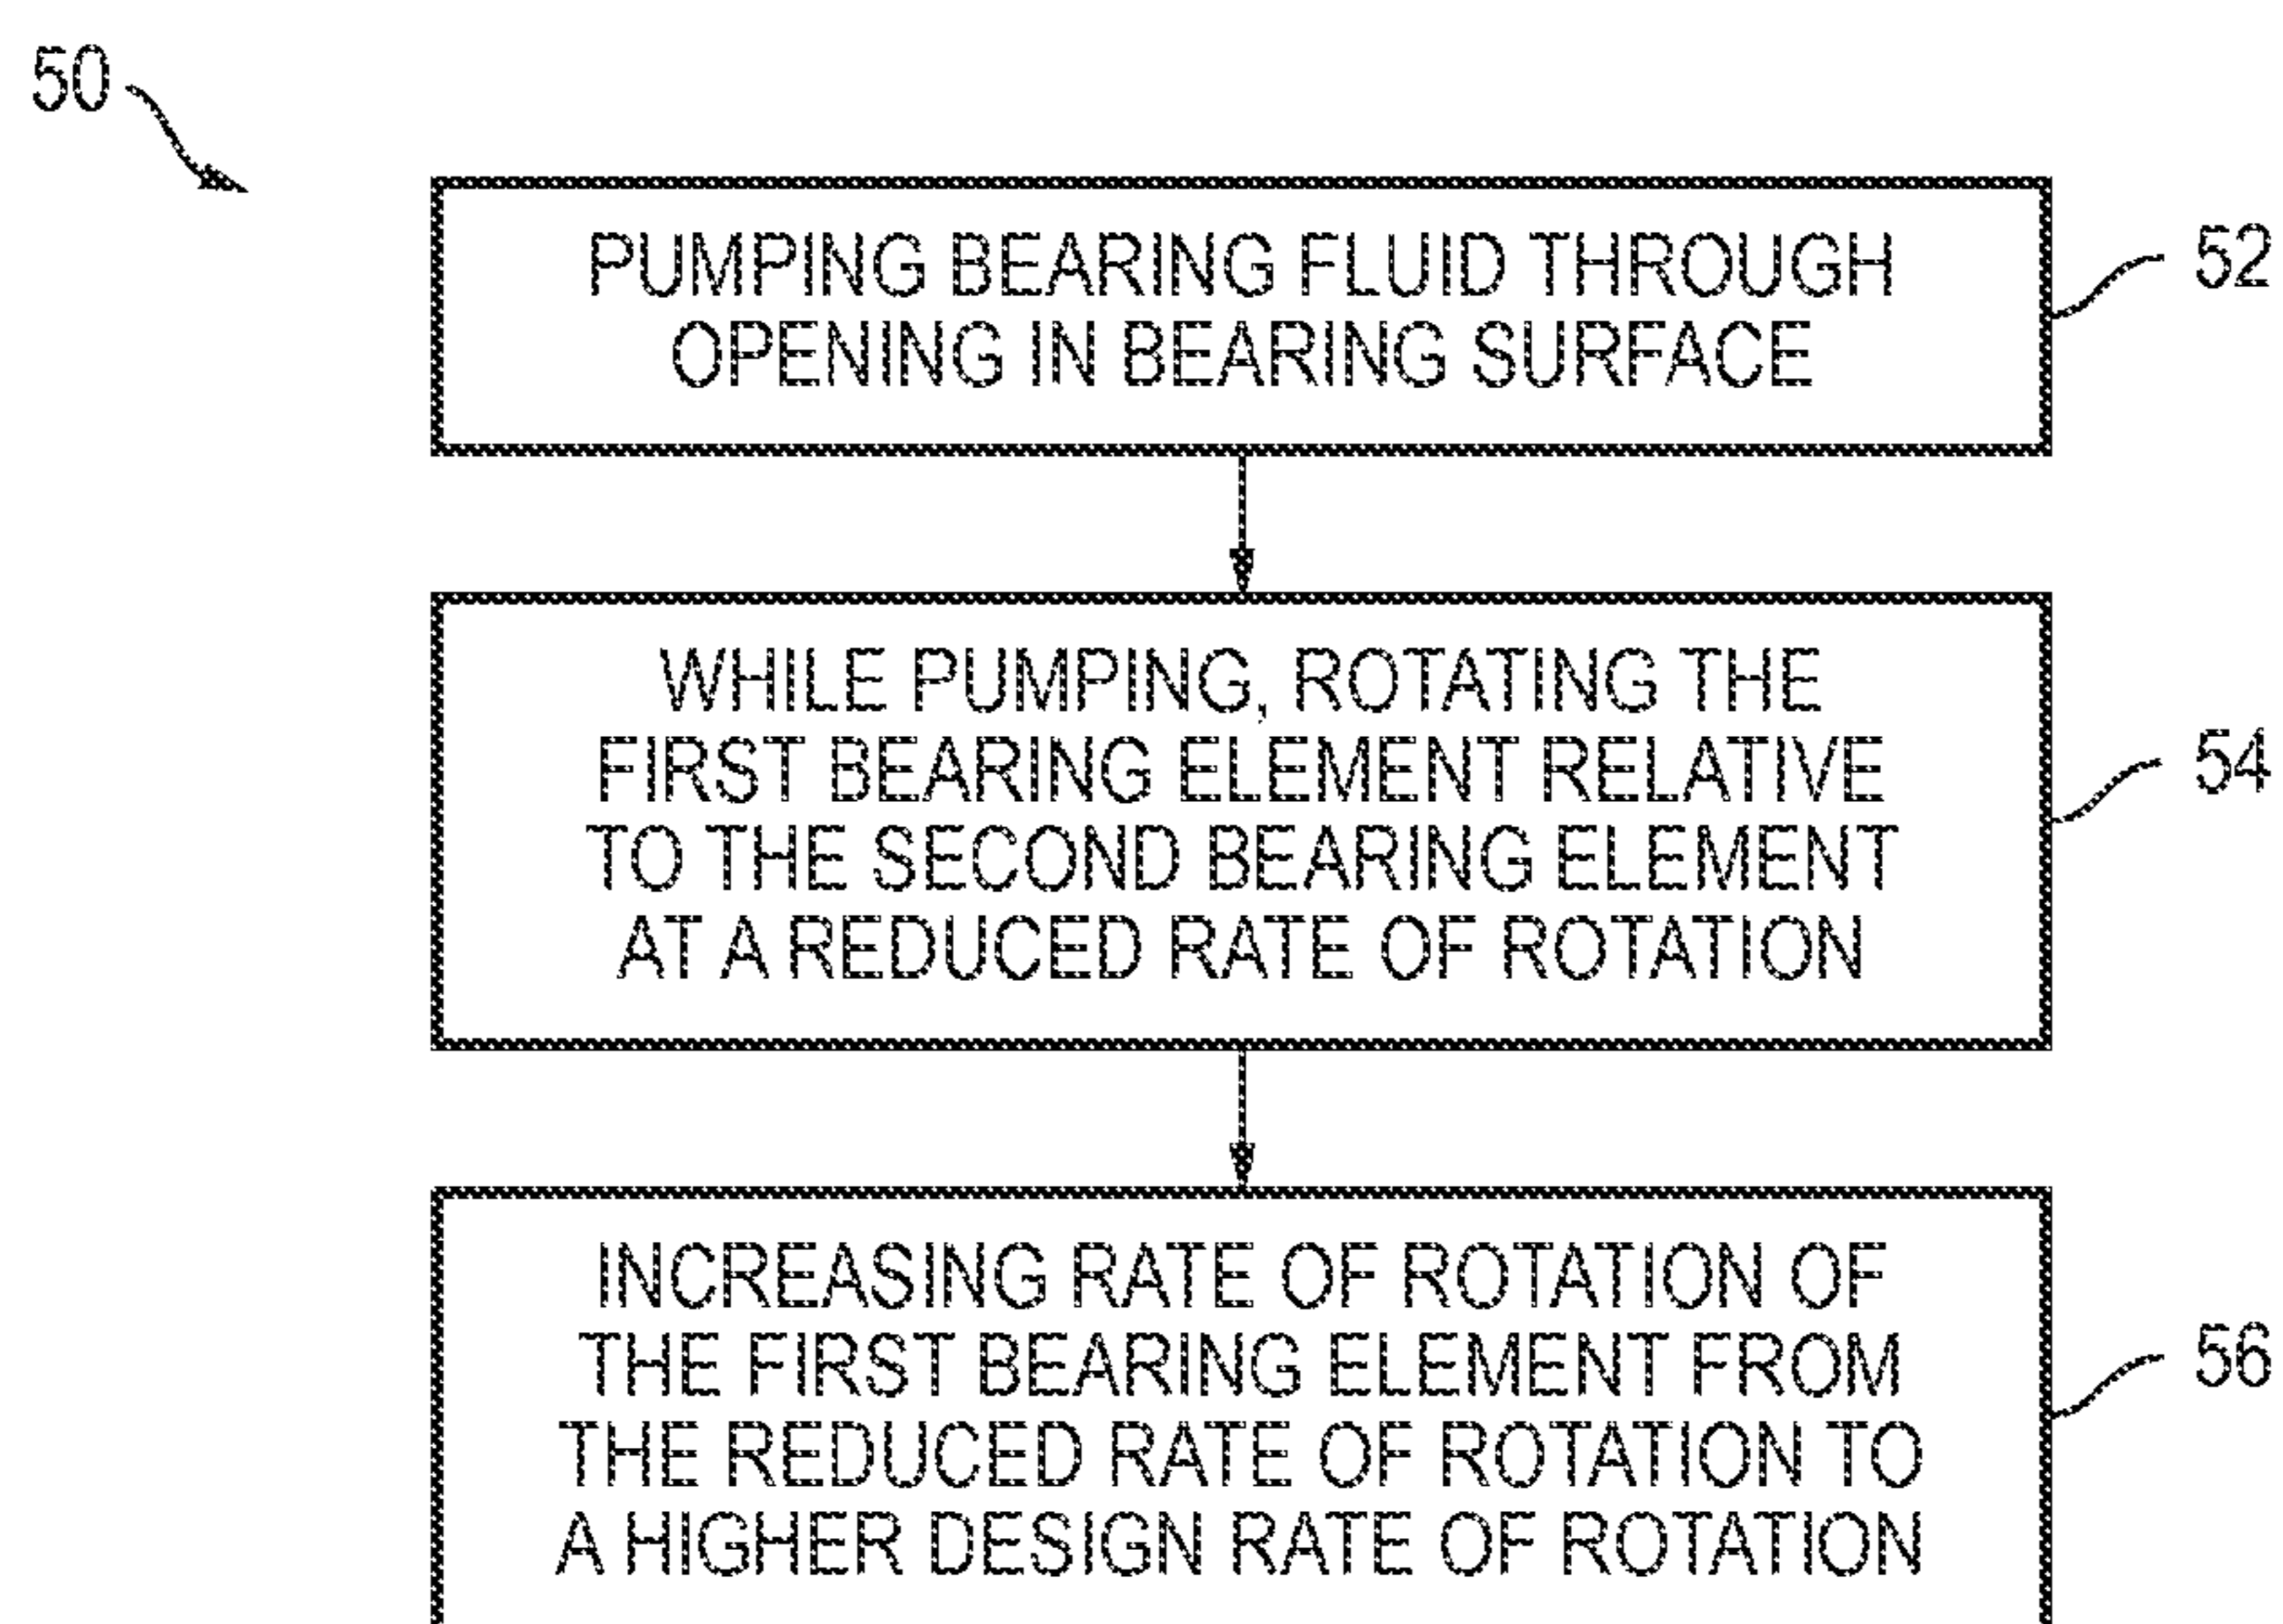 50
PUMPING BEARING FLUID THROUGH
OPENING IN BEARING SURFACE
52
WHILE PUMPING, ROTATING THE
FIRST BEARING ELEMENT RELATIVE
TO THE SECOND BEARING ELEMENT
AT A REDUCED RATE OF ROTATION
54
INCREASING RATE OF ROTATION OF
THE FIRST BEARING ELEMENT FROM
THE REDUCED RATE OF ROTATION TO
A HIGHER DESIGN RATE OF ROTATION
56